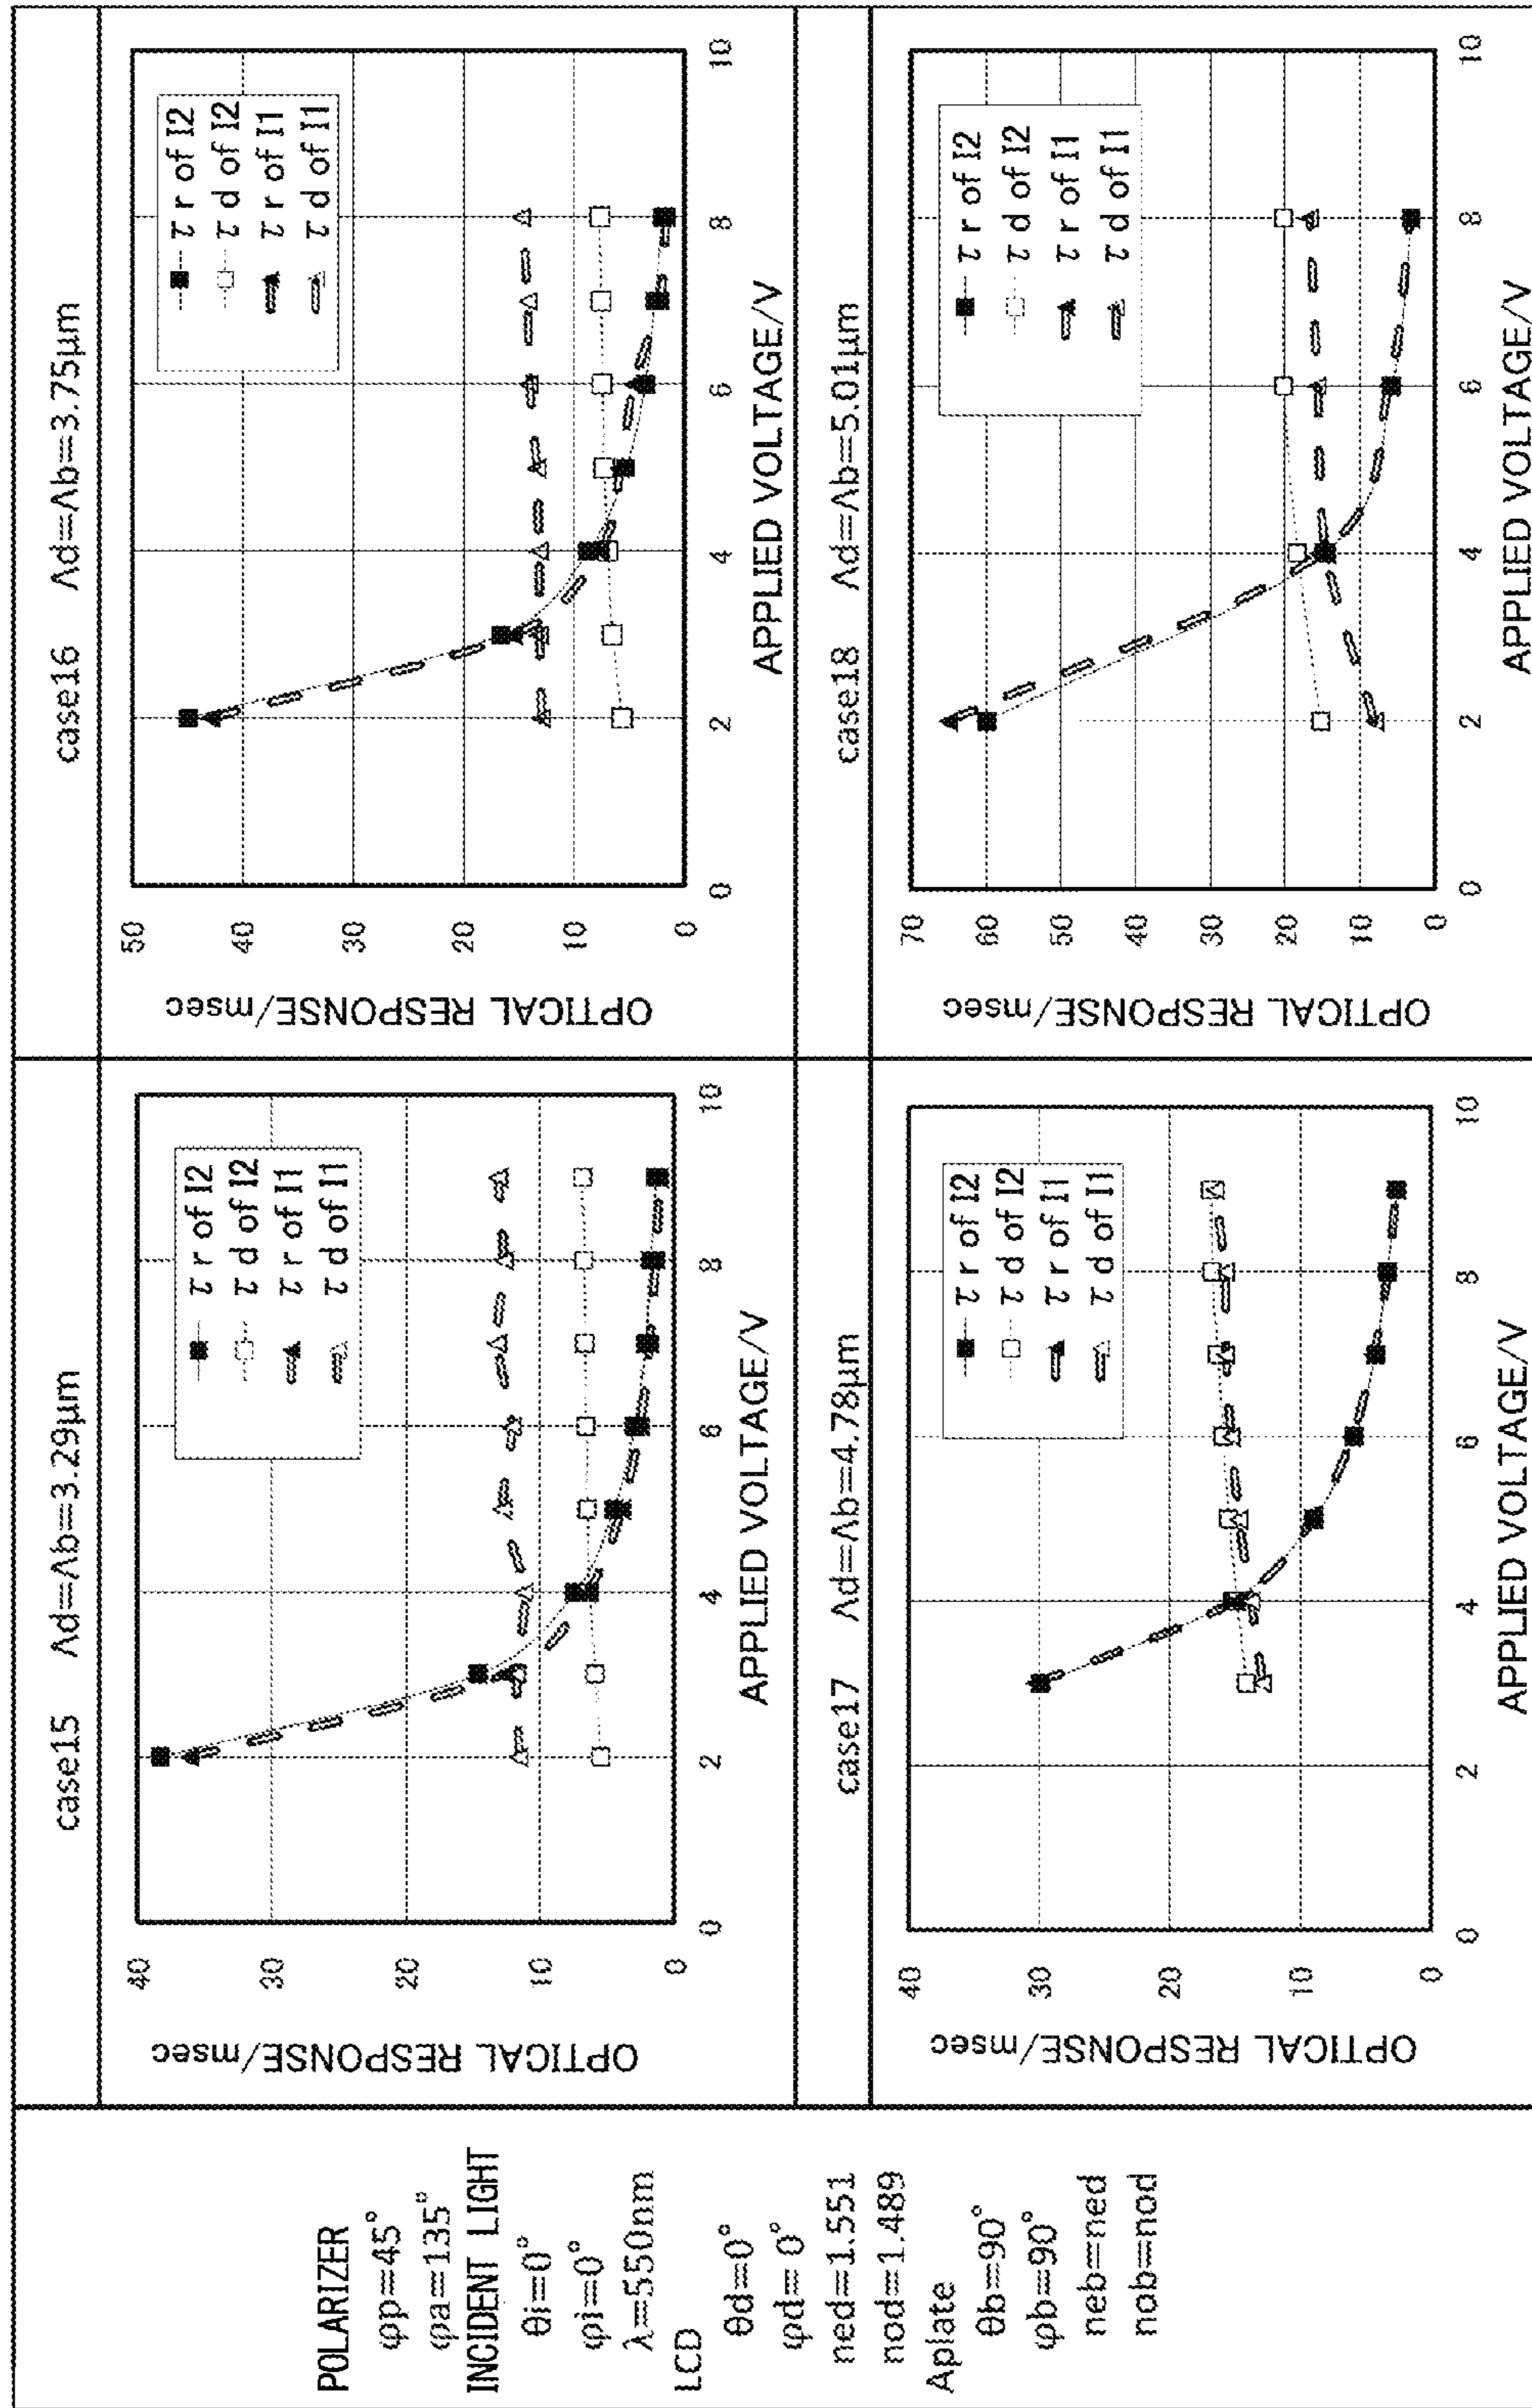 POLARIZER
φp=45°
φa=135°
INCIDENT LIGHT
θi=0°
φi=0°
λ=550nm
LCD
θd=0°
φd= 0°
ned=1.551
nod=1.489
Aplate
θb=90°
φb=90°
neb=ned
nob=nod
case15 Λd=Λb=3.29μm
OPTICAL RESPONSE/msec
40
30
20
10
0
0 2 4 6 8 10
APPLIED VOLTAGE/V
τ r of I2
τ d of I2
τ r of I1
τ d of I1
case16 Λd=Λb=3.75μm
OPTICAL RESPONSE/msec
50
40
30
20
10
0
0 2 4 6 8 10
APPLIED VOLTAGE/V
τ r of I2
τ d of I2
τ r of I1
τ d of I1
case17 Λd=Λb=4.78μm
OPTICAL RESPONSE/msec
40
30
20
10
0
0 2 4 6 8 10
APPLIED VOLTAGE/V
τ r of I2
τ d of I2
τ r of I1
τ d of I1
case18 Λd=Λb=5.01μm
OPTICAL RESPONSE/msec
70
60
50
40
30
20
10
0
0 2 4 6 8 10
APPLIED VOLTAGE/V
τ r of I2
τ d of I2
τ r of I1
τ d of I1